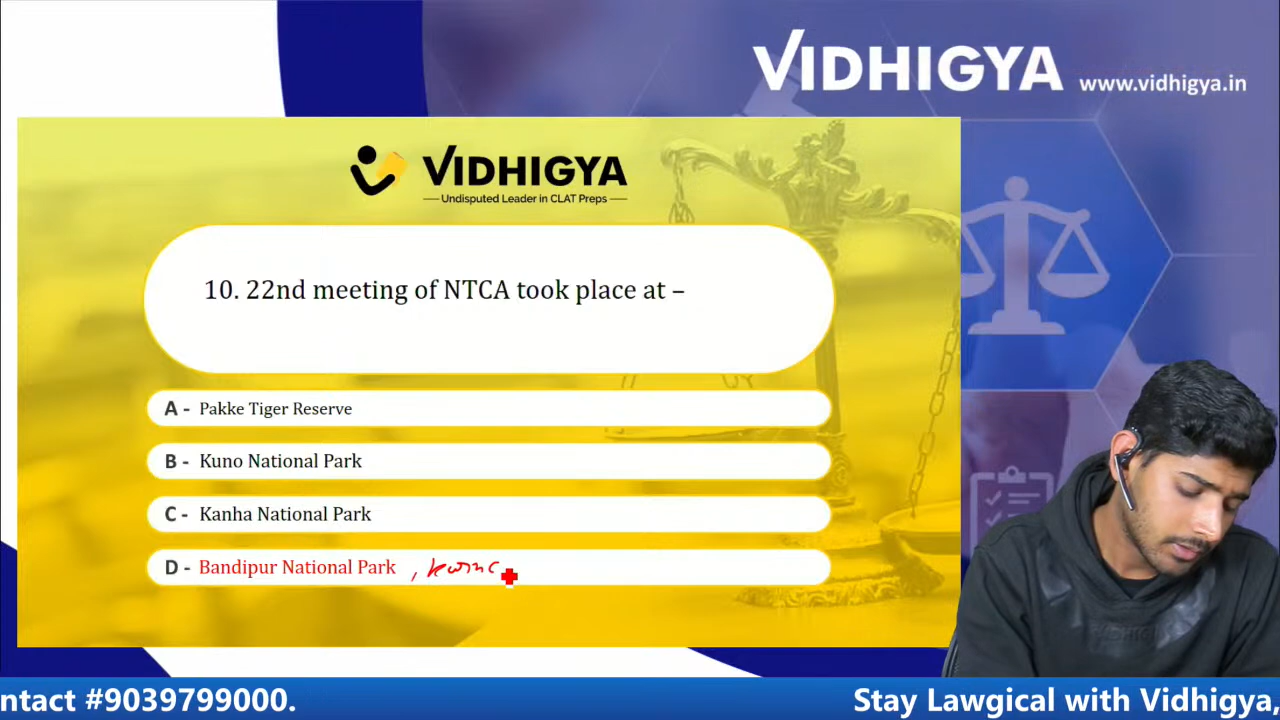 VIDHIGYA www.vidhigya.in
VIDHIGYA
Undisputed Leader in CLAT Preps
10. 22nd meeting of NTCA took place at –
A - Pakke Tiger Reserve
B - Kuno National Park
C - Kanha National Park
D - Bandipur National Park ,
VIDHIGYA
ntact #9039799000. Stay Lawgical with Vidhigya,